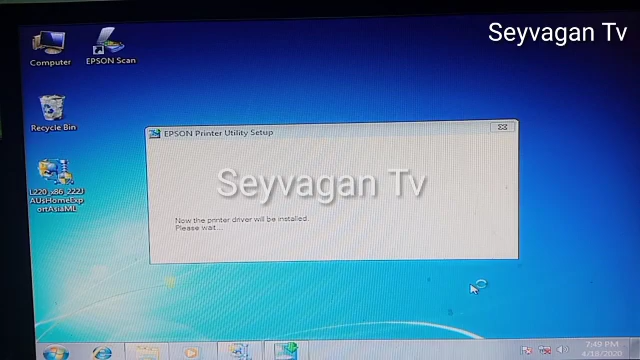 Seyvagan Tv
Computer
EPSON Scan
Recycle Bin
L220_x86_222J
AUsHomeExp
ortAsiaML
EPSON Printer Utility Setup
Seyvagan Tv
Now the printer driver will be installed.
Please wait...
7:49 PM
4/18/2020